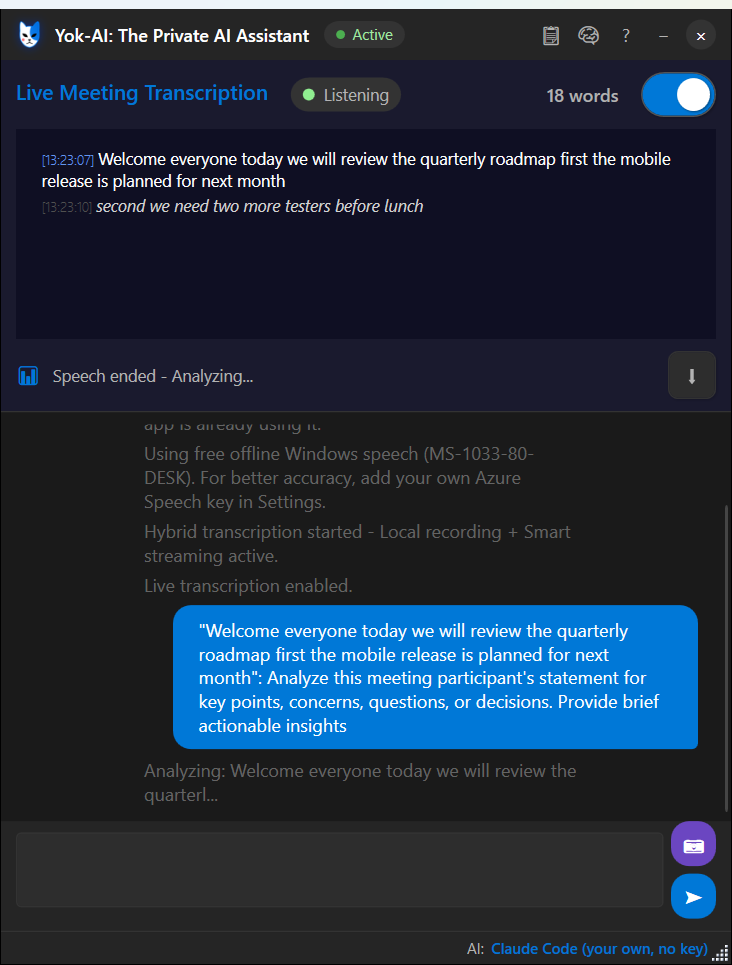 Yok-AI: The Private AI Assistant
Active
?
Live Meeting Transcription
Listening
18 words
[13:23:07] Welcome everyone today we will review the quarterly roadmap first the mobile
release is planned for next month
[13:23:10] second we need two more testers before lunch
Speech ended - Analyzing...
app is already using it.
Using free offline Windows speech (MS-1033-80-
DESK). For better accuracy, add your own Azure
Speech key in Settings.
Hybrid transcription started - Local recording + Smart
streaming active.
Live transcription enabled.
"Welcome everyone today we will review the quarterly
roadmap first the mobile release is planned for next
month": Analyze this meeting participant's statement for
key points, concerns, questions, or decisions. Provide brief
actionable insights
Analyzing: Welcome everyone today we will review the
quarterl...
AI: Claude Code (your own, no key)